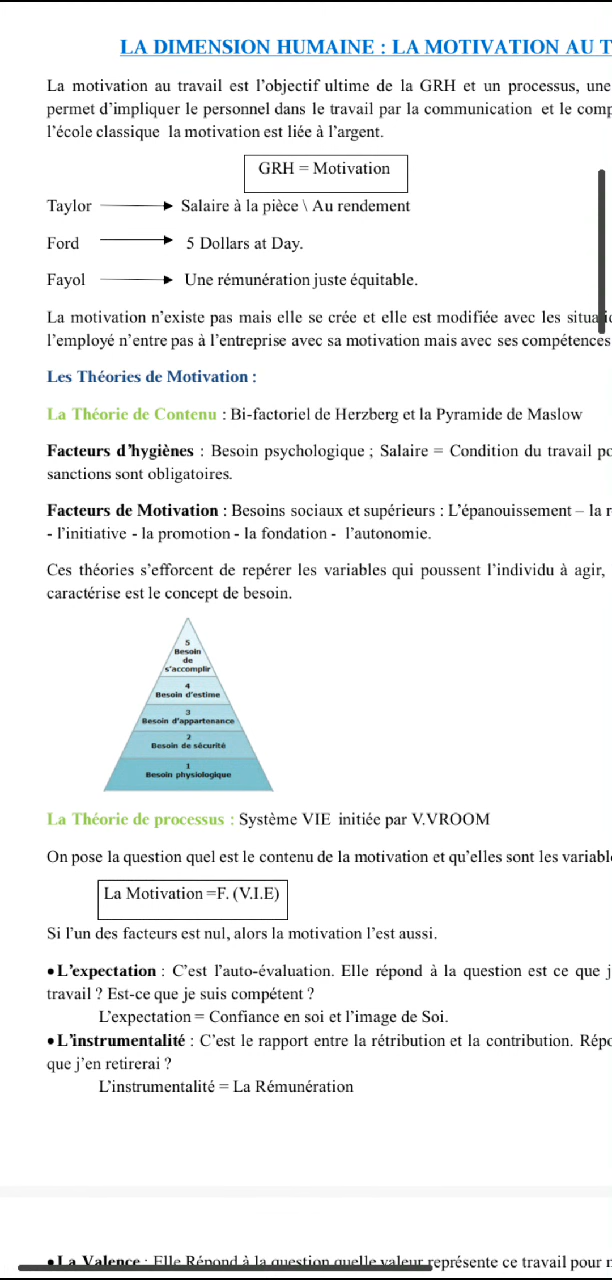 LA DIMENSION HUMAINE : LA MOTIVATION AU
La motivation au travail est l'objectif ultime de la GRH et un processus, une
permet d'impliquer le personnel dans le travail par la communication et le
l'école classique la motivation est liée à l'argent.
GRH = Motivation
Taylor → Salaire à la pièce \ Au rendement
Ford → 5 Dollars at Day.
Fayol → Une rémunération juste équitable.
La motivation n'existe pas mais elle se crée et elle est modifiée avec les
l'employé n'entre pas à l'entreprise avec sa motivation mais avec ses compétences
Les Théories de Motivation :
La Théorie de Contenu : Bi-factoriel de Herzberg et la Pyramide de Maslow
Facteurs d'hygiènes : Besoin psychologique ; Salaire = Condition du travail
sanctions sont obligatoires.
Facteurs de Motivation : Besoins sociaux et supérieurs : L'épanouissement – la
- l'initiative - la promotion - la fondation - l'autonomie.
Ces théories s'efforcent de repérer les variables qui poussent l'individu à agir,
caractérise est le concept de besoin.
5
Besoin
de
s'accomplir
4
Besoin d'estime
3
Besoin d'appartenance
2
Besoin de sécurité
1
Besoin physiologique
La Théorie de processus : Système VIE initiée par V.VROOM
On pose la question quel est le contenu de la motivation et qu'elles sont les
La Motivation =F. (V.I.E)
Si l'un des facteurs est nul, alors la motivation l'est aussi.
•L'expectation : C'est l'auto-évaluation. Elle répond à la question est ce que
travail ? Est-ce que je suis compétent ?
L'expectation = Confiance en soi et l'image de Soi.
•L'instrumentalité : C'est le rapport entre la rétribution et la contribution.
que j'en retirerai ?
L'instrumentalité = La Rémunération
•La Valence : Elle Répond à la question quelle valeur représente ce travail pour